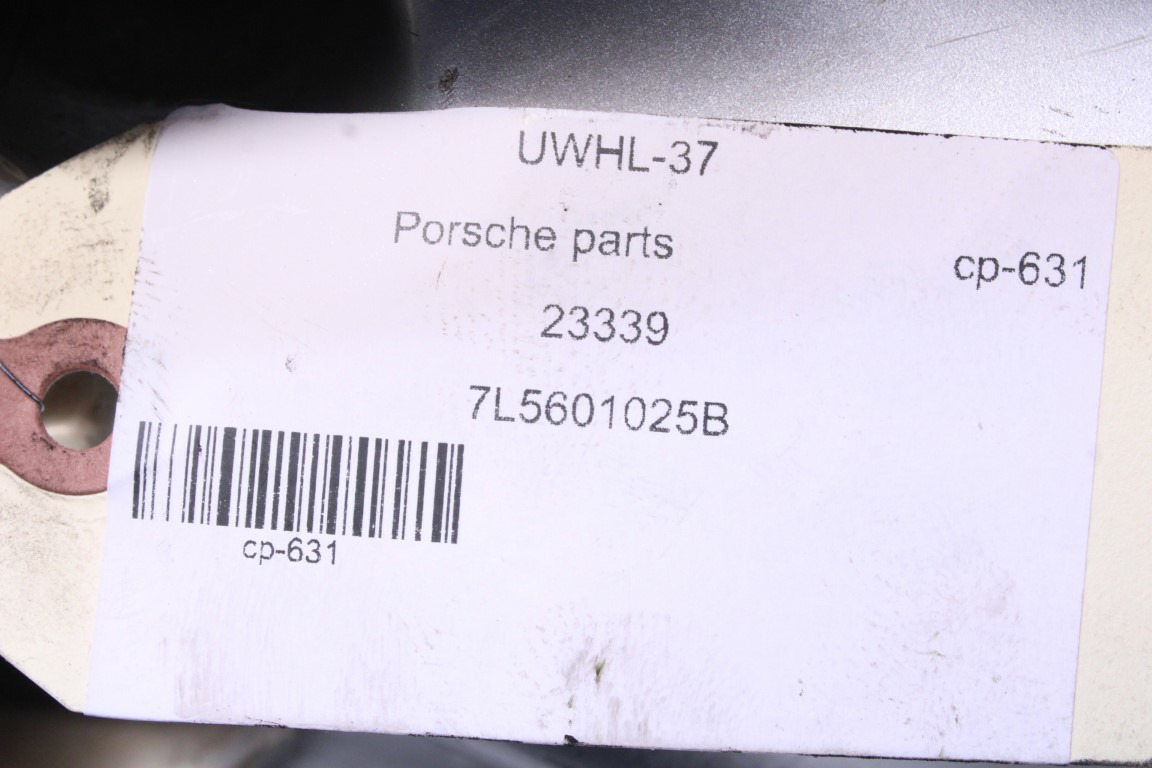 UWHL-37
Porsche parts
cp-631
23339
7L5601025B
cp-631